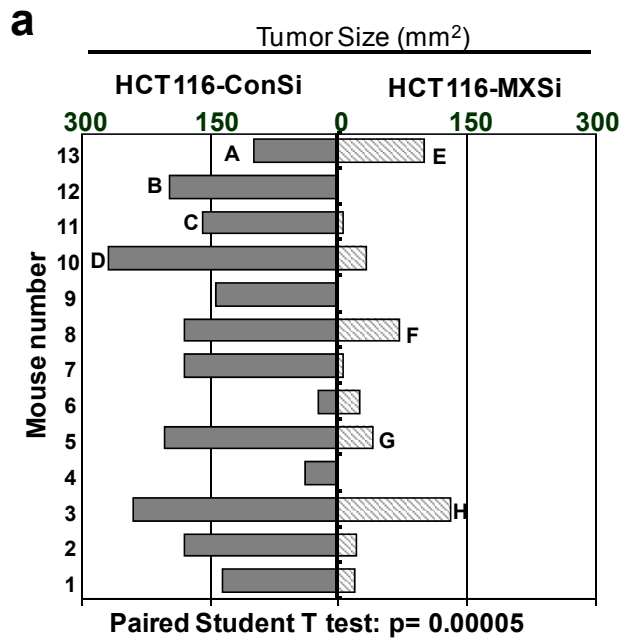 a
Tumor Size (mm²)
HCT116-ConSi HCT116-MXSi
300 150 0 150 300
13 A E
12 B
11 C
10 D
9
8 F
7
6
5 G
4
3 H
2
1
Mouse number
Paired Student T test: p= 0.00005